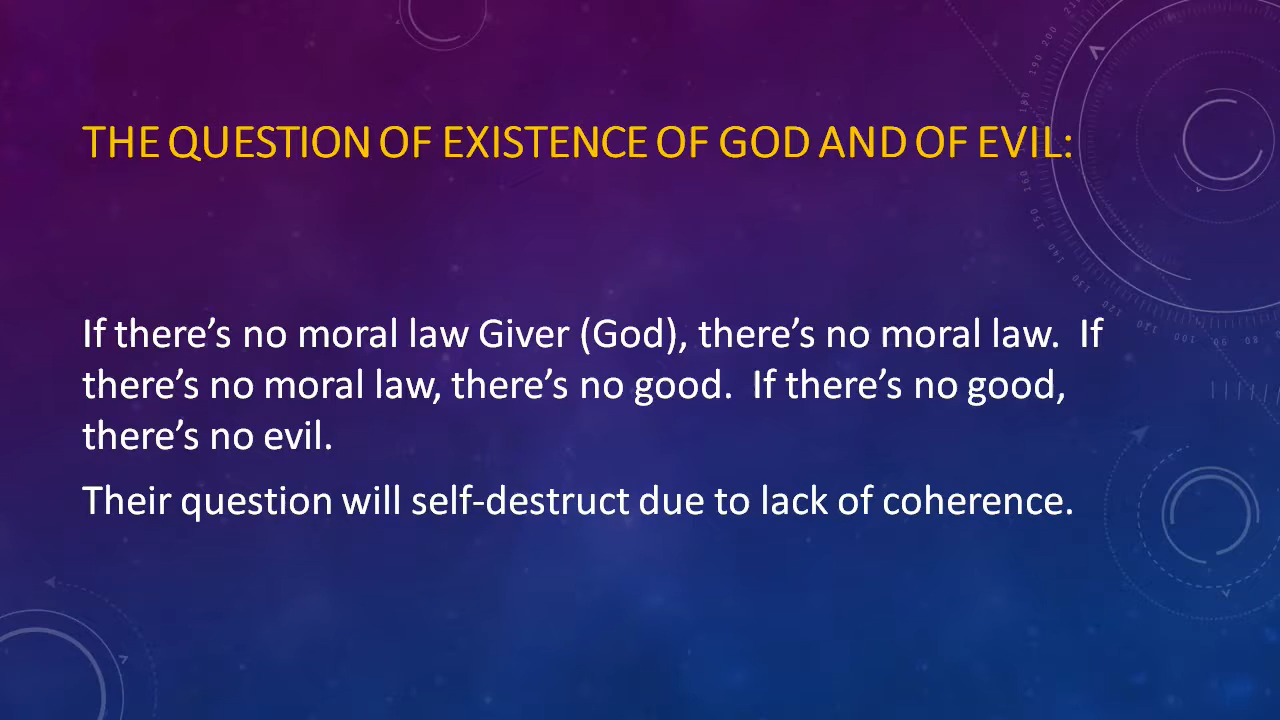 THE QUESTION OF EXISTENCE OF GOD AND OF EVIL:
If there’s no moral law Giver (God), there’s no moral law.  If
there’s no moral law, there’s no good.  If there’s no good,
there’s no evil.
Their question will self-destruct due to lack of coherence.